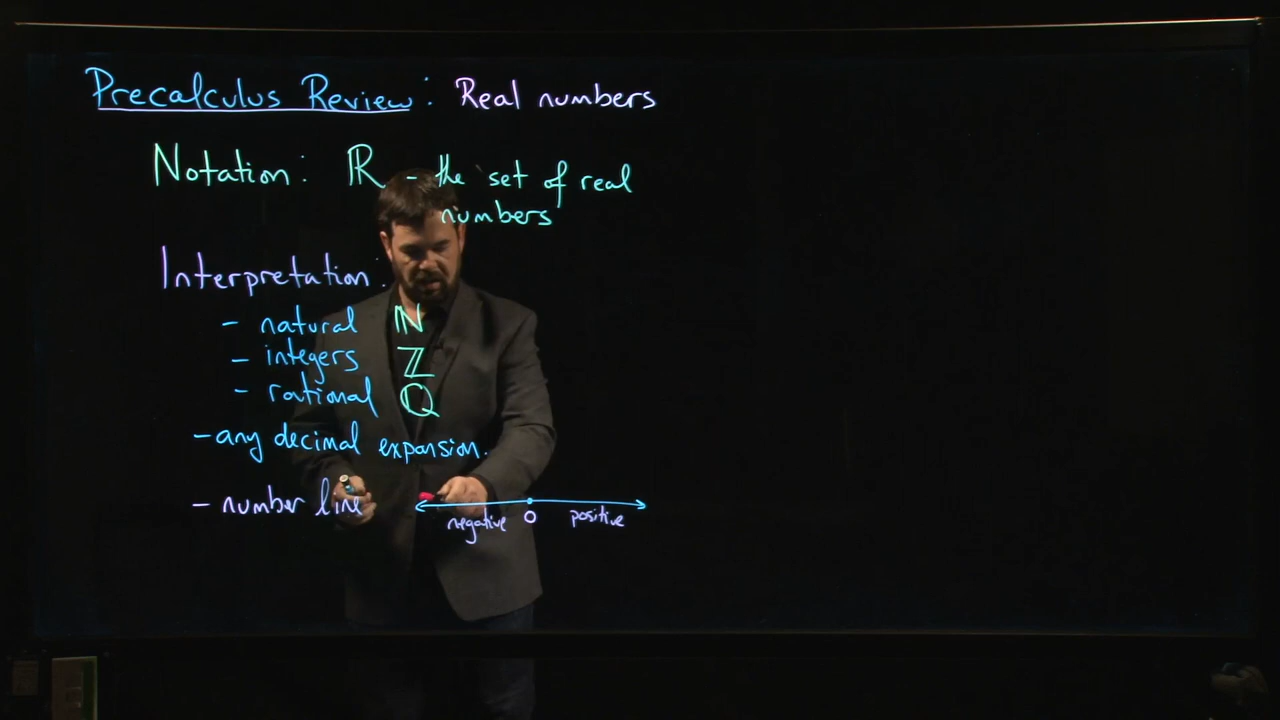 Precalculus Review: Real numbers
Notation: ℝ - the set of real
numbers
Interpretation:
- natural ℕ
- integers ℤ
- rational ℚ
- any decimal expansion.
- number line
negative 0 positive